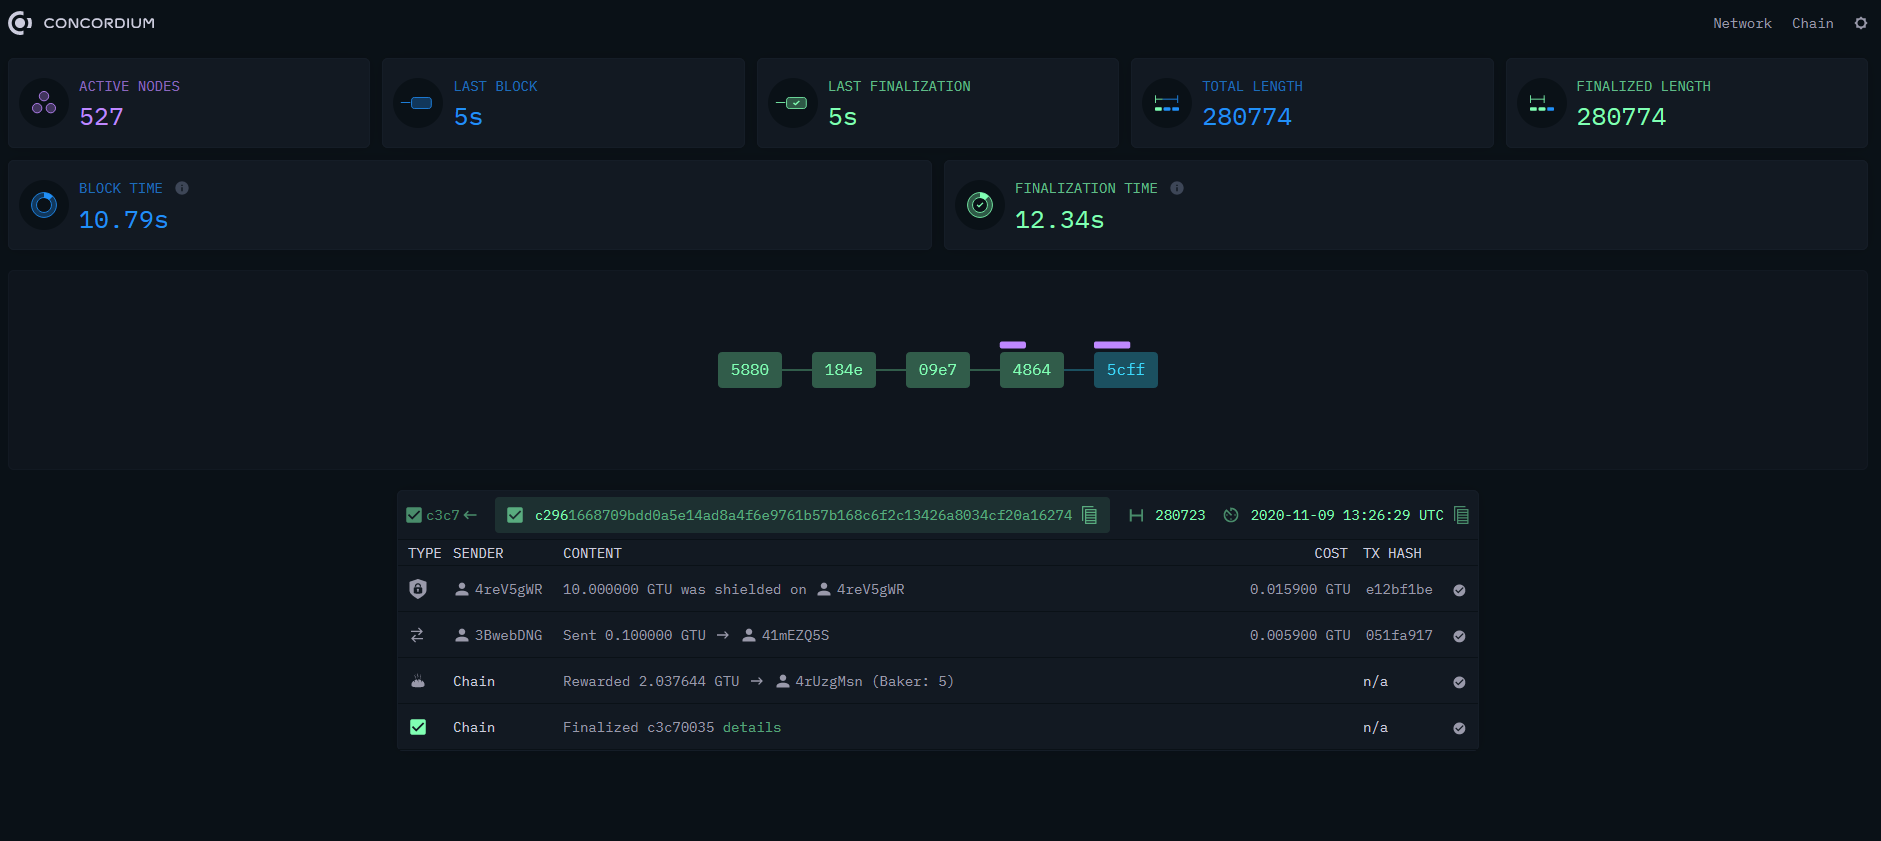 CONCORDIUM
Network Chain
ACTIVE NODES
527
LAST BLOCK
5s
LAST FINALIZATION
5s
TOTAL LENGTH
280774
FINALIZED LENGTH
280774
BLOCK TIME
10.79s
FINALIZATION TIME
12.34s
5880 184e 09e7 4864 5cff
c3c7 c2961668709bdd0a5e14ad8a4f6e9761b57b168c6f2c13426a8034cf20a16274 280723 2020-11-09 13:26:29 UTC
TYPE SENDER CONTENT COST TX HASH
4reV5gWR 10.000000 GTU was shielded on 4reV5gWR 0.015900 GTU e12bf1be
3BwebDNG Sent 0.100000 GTU → 41mEZQ5S 0.005900 GTU 051fa917
Chain Rewarded 2.037644 GTU → 4rUzgMsn (Baker: 5) n/a
Chain Finalized c3c70035 details n/a